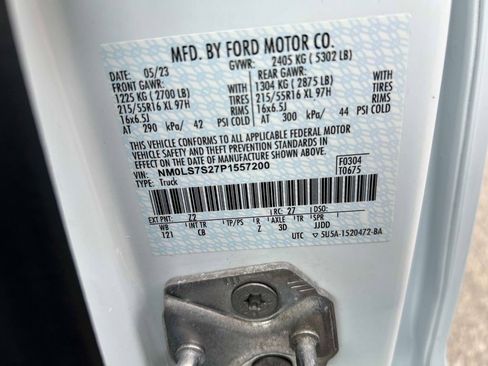 MFD. BY FORD MOTOR CO.
DATE: 05/23 GVWR: 2405 KG ( 5302 LB)
FRONT GAWR: REAR GAWR:
1225 KG (2700 LB) WITH 1304 KG ( 2875 LB) WITH
215/55R16 XL 97H TIRES 215/55R16 XL 97H TIRES
16x6.5J RIMS 16x6.5J RIMS
AT 290 kPa/ 42 PSI COLD AT 300 kPa/ 44 PSI COLD
THIS VEHICLE CONFORMS TO ALL APPLICABLE FEDERAL MOTOR
VEHICLE SAFETY AND BUMPER STANDARDS IN
EFFECT ON THE DATE OF MANUFACTURE SHOWN ABOVE.
VIN: NM0LS7S27P1557200 F0304
TYPE: Truck T0675
EXT PNT: Z2 RC: 27 DSO:
WB INT TR TP/PS R AXLE TR SPR
121 CB Z 3D JJDD
UTC 5U5A-1520472-BA